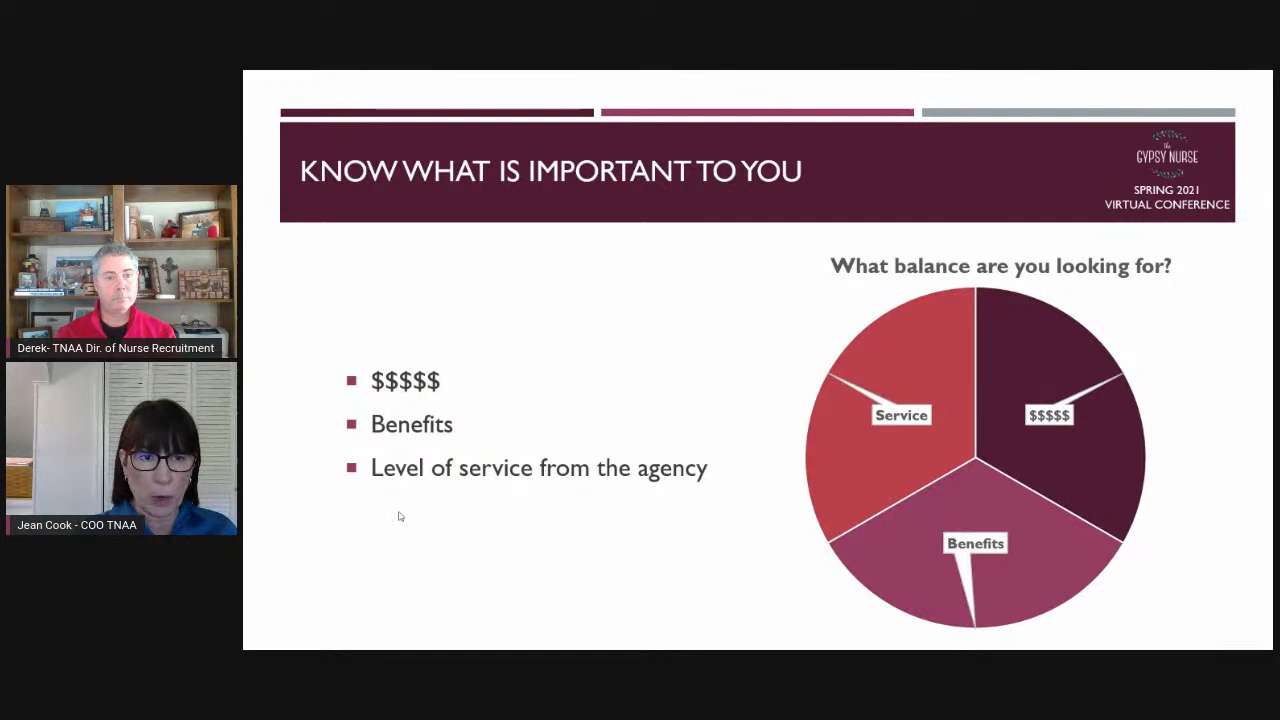 Derek- TNAA Dir. of Nurse Recruitment
Jean Cook - COO TNAA
KNOW WHAT IS IMPORTANT TO YOU
the
GYPSY NURSE
SPRING 2021
VIRTUAL CONFERENCE
$$$$$
Benefits
Level of service from the agency
What balance are you looking for?
Service
$$$$$
Benefits